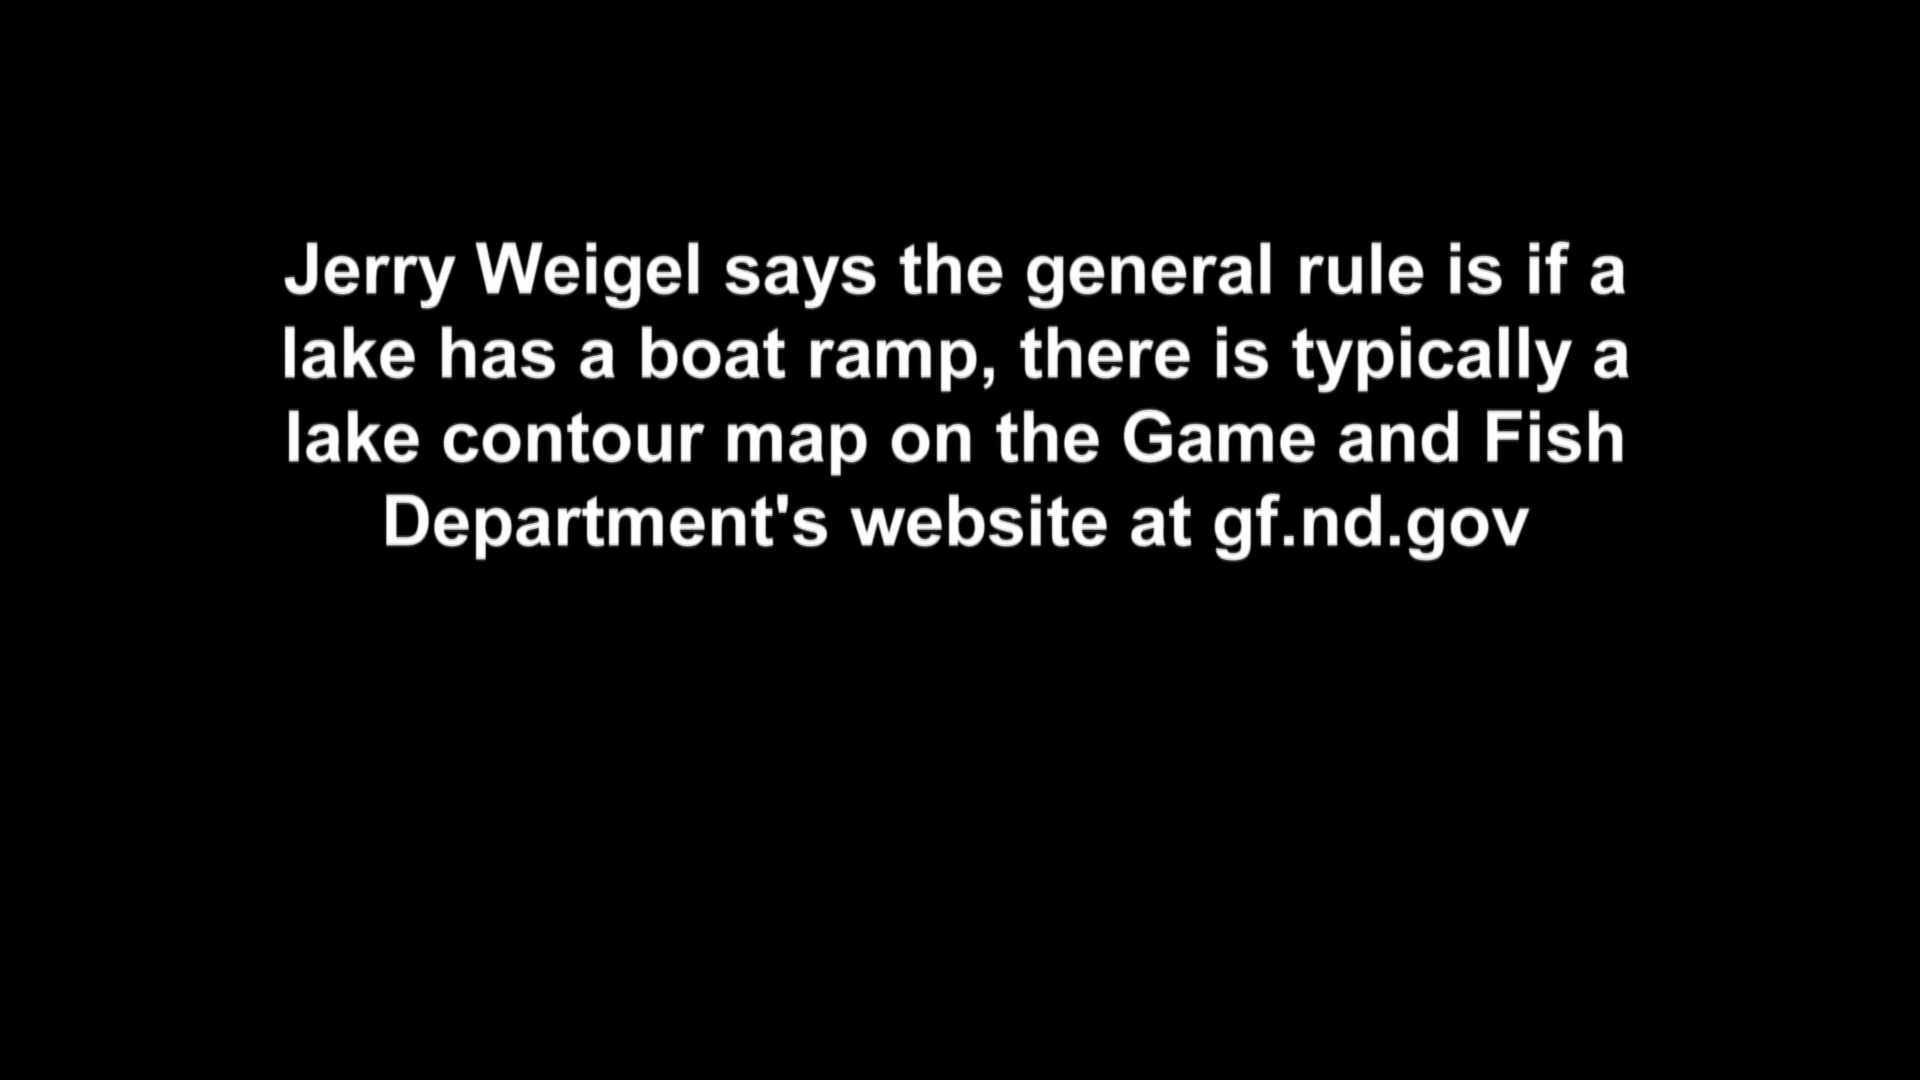 Jerry Weigel says the general rule is if a
lake has a boat ramp, there is typically a
lake contour map on the Game and Fish
Department's website at gf.nd.gov